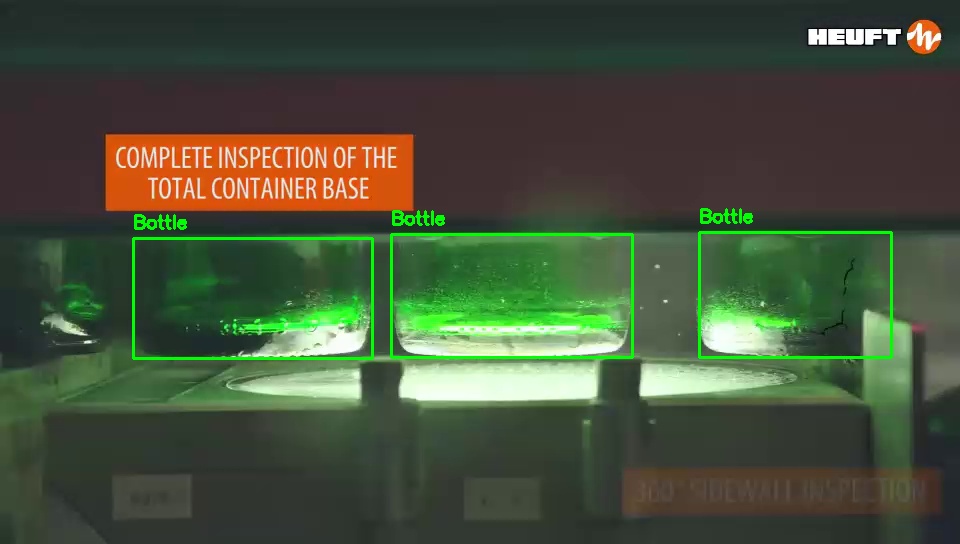 HEUFT
COMPLETE INSPECTION OF THE
TOTAL CONTAINER BASE
Bottle
Bottle
Bottle
360° SIDEWALL INSPECTION